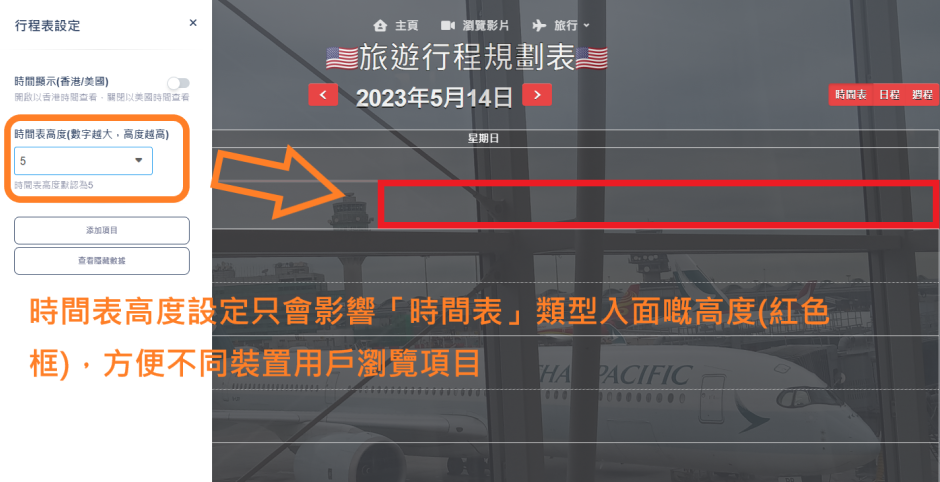 行程表設定
×
主頁
瀏覽影片
旅行
🇺🇸旅遊行程規劃表🇺🇸
時間顯示(香港/美國)
開啟以香港時間查看，關閉以美國時間查看
<
2023年5月14日
>
時間表
日程
週程
時間表高度(數字越大，高度越高)
5
時間表高度默認為5
星期日
添加項目
查看隱藏數據
時間表高度設定只會影響「時間表」類型入面嘅高度(紅色
框)，方便不同裝置用戶瀏覽項目
PACIFIC